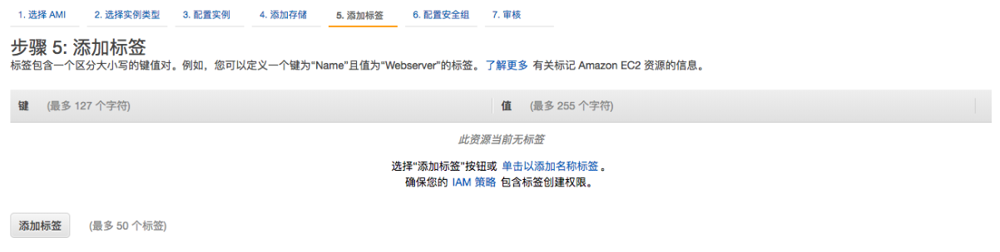 1. 选择 AMI 2. 选择实例类型 3. 配置实例 4. 添加存储 5. 添加标签 6. 配置安全组 7. 审核
步骤 5: 添加标签
标签包含一个区分大小写的键值对。例如，您可以定义一个键为“Name”且值为“Webserver”的标签。 了解更多 有关标记 Amazon EC2 资源的信息。
键 (最多 127 个字符) 值 (最多 255 个字符)
此资源当前无标签
选择“添加标签”按钮或 单击以添加名称标签 。
确保您的 IAM 策略 包含标签创建权限。
添加标签 (最多 50 个标签)